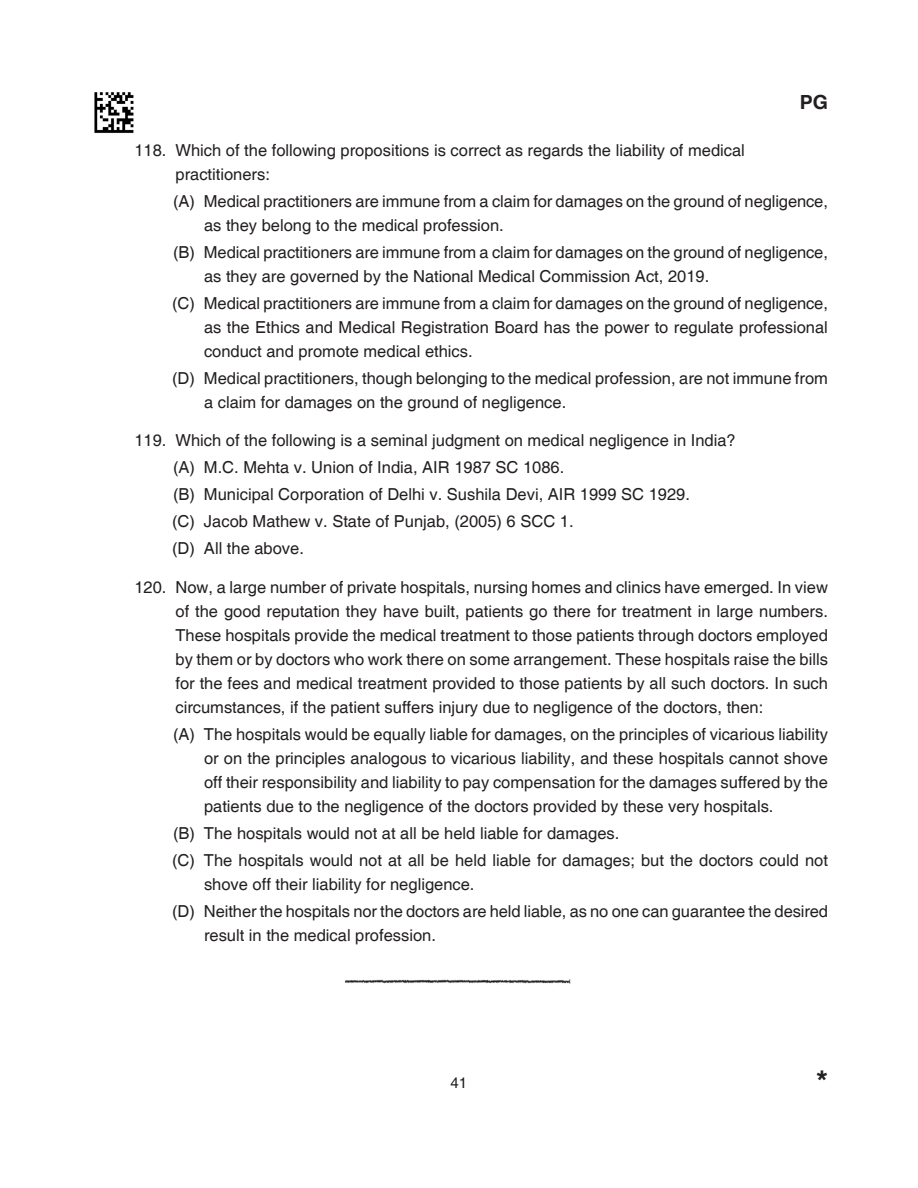 PG
118. Which of the following propositions is correct as regards the liability of medical
practitioners:
(A) Medical practitioners are immune from a claim for damages on the ground of negligence,
as they belong to the medical profession.
(B) Medical practitioners are immune from a claim for damages on the ground of negligence,
as they are governed by the National Medical Commission Act, 2019.
(C) Medical practitioners are immune from a claim for damages on the ground of negligence,
as the Ethics and Medical Registration Board has the power to regulate professional
conduct and promote medical ethics.
(D) Medical practitioners, though belonging to the medical profession, are not immune from
a claim for damages on the ground of negligence.
119. Which of the following is a seminal judgment on medical negligence in India?
(A) M.C. Mehta v. Union of India, AIR 1987 SC 1086.
(B) Municipal Corporation of Delhi v. Sushila Devi, AIR 1999 SC 1929.
(C) Jacob Mathew v. State of Punjab, (2005) 6 SCC 1.
(D) All the above.
120. Now, a large number of private hospitals, nursing homes and clinics have emerged. In view
of the good reputation they have built, patients go there for treatment in large numbers.
These hospitals provide the medical treatment to those patients through doctors employed
by them or by doctors who work there on some arrangement. These hospitals raise the bills
for the fees and medical treatment provided to those patients by all such doctors. In such
circumstances, if the patient suffers injury due to negligence of the doctors, then:
(A) The hospitals would be equally liable for damages, on the principles of vicarious liability
or on the principles analogous to vicarious liability, and these hospitals cannot shove
off their responsibility and liability to pay compensation for the damages suffered by the
patients due to the negligence of the doctors provided by these very hospitals.
(B) The hospitals would not at all be held liable for damages.
(C) The hospitals would not at all be held liable for damages; but the doctors could not
shove off their liability for negligence.
(D) Neither the hospitals nor the doctors are held liable, as no one can guarantee the desired
result in the medical profession.
41
*